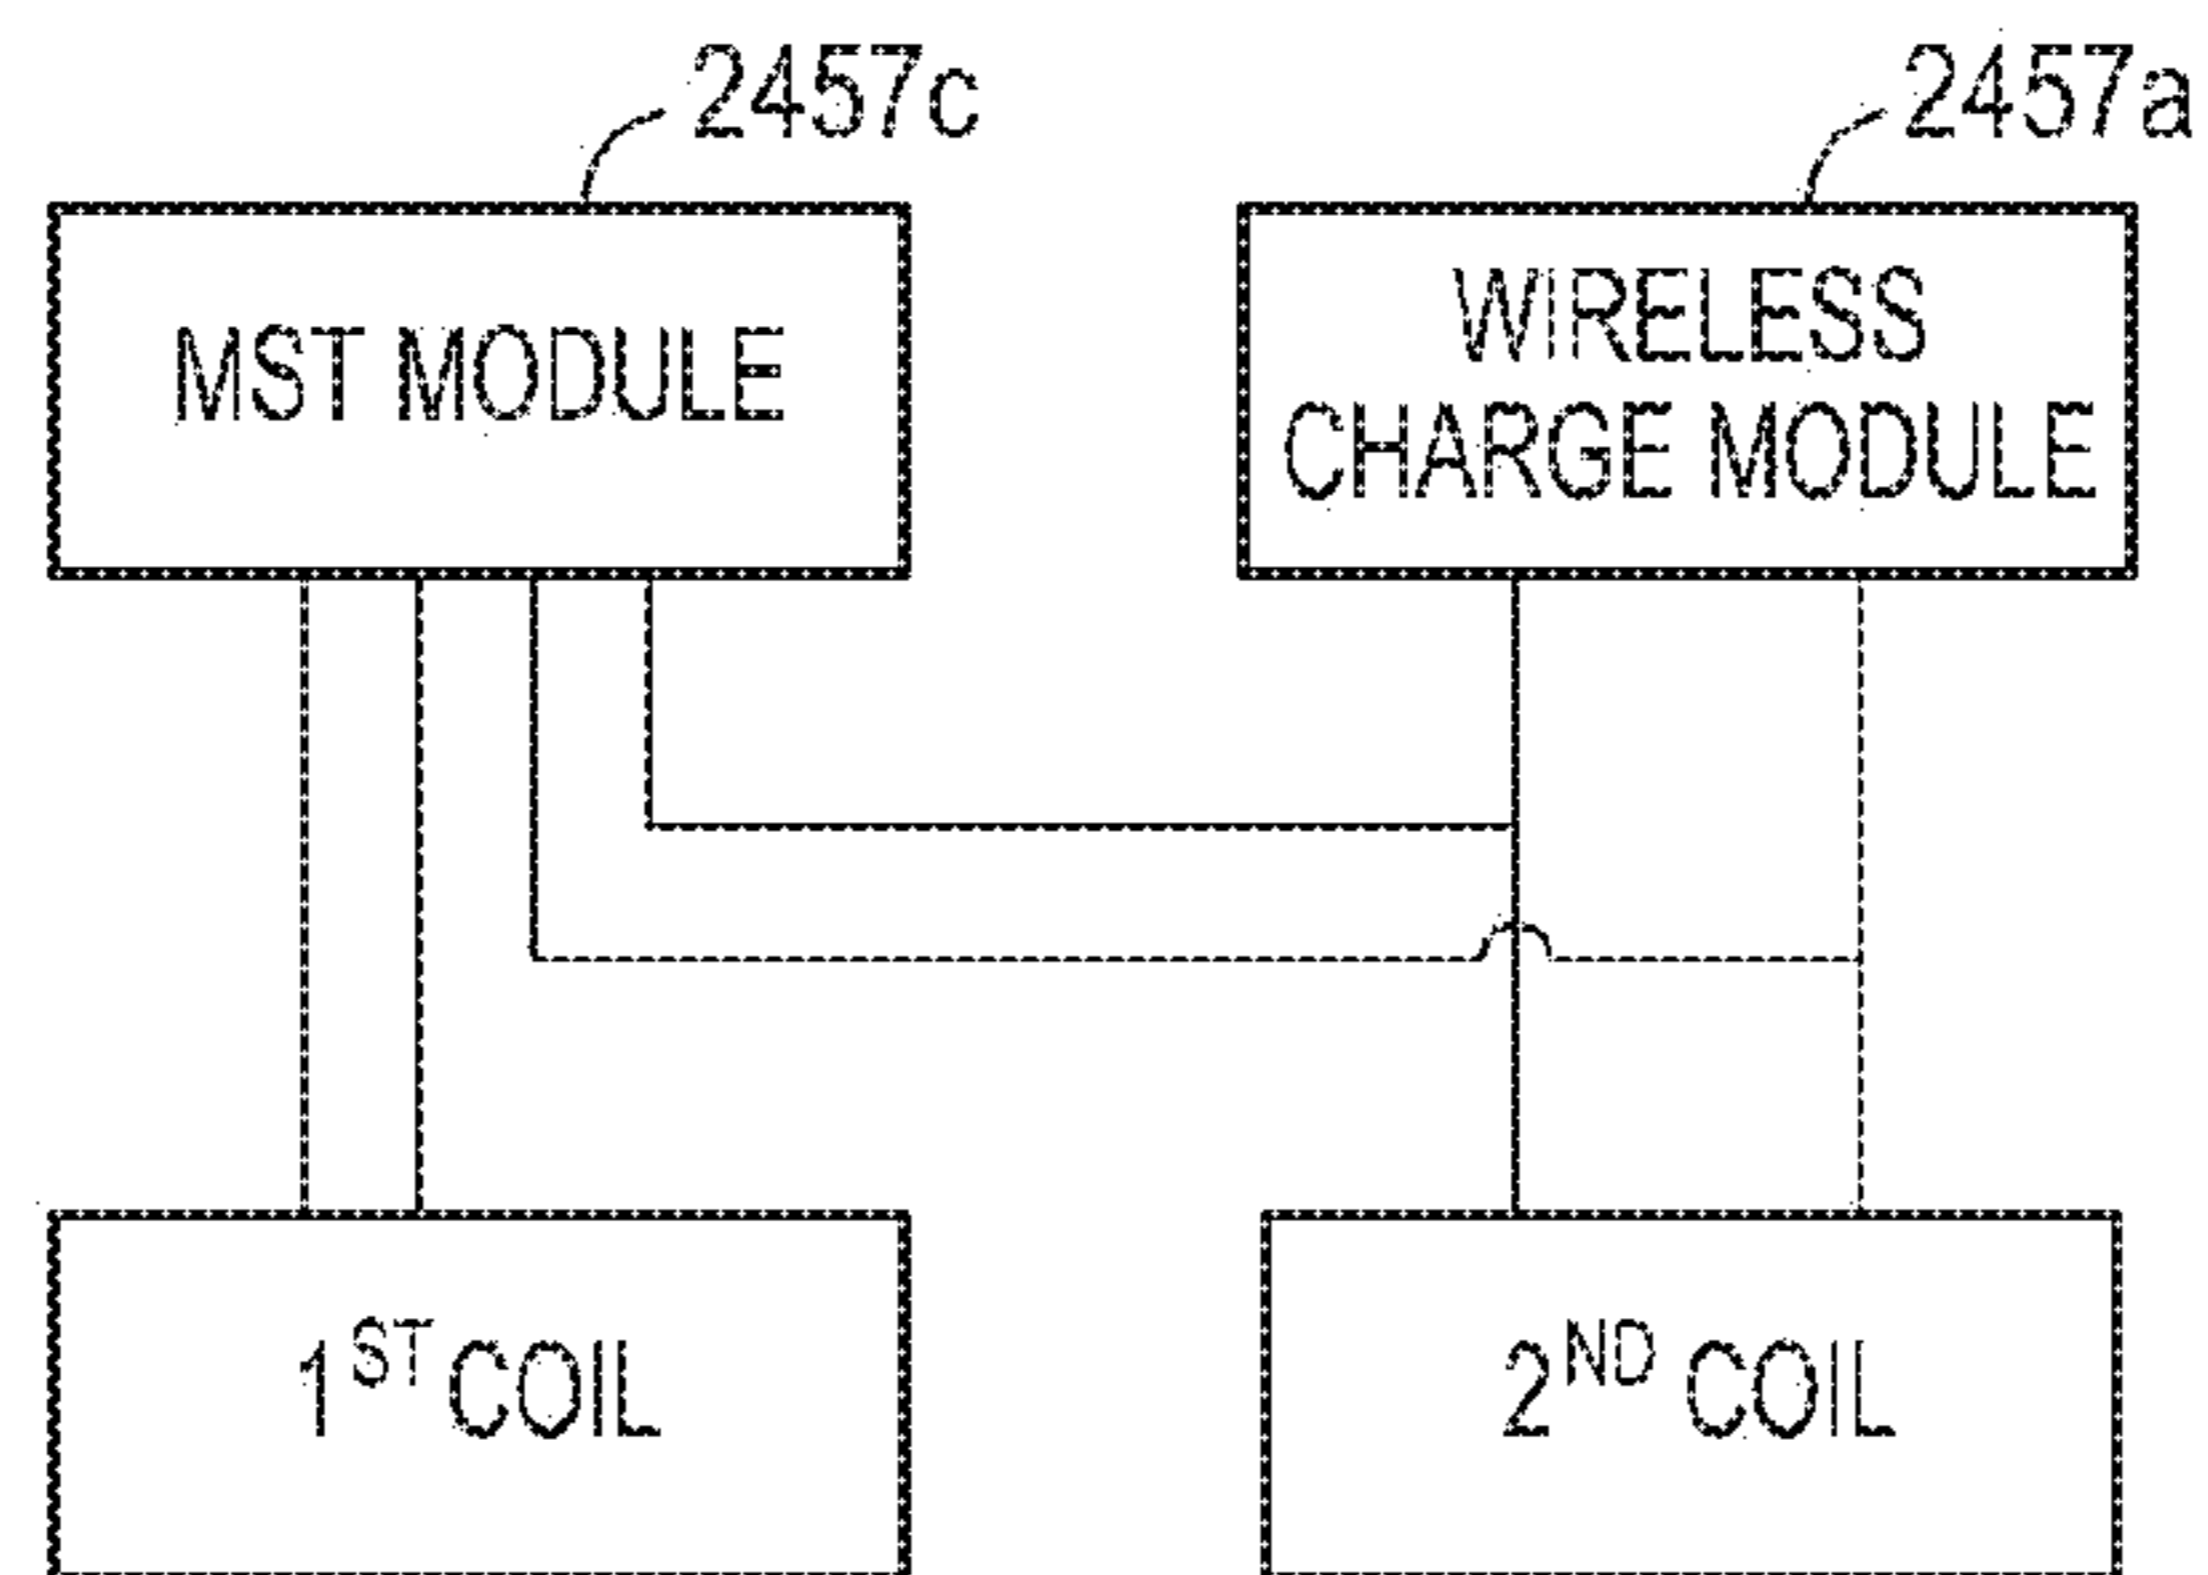 2457c
2457a
MST MODULE
WIRELESS
CHARGE MODULE
1ST COIL
2ND COIL